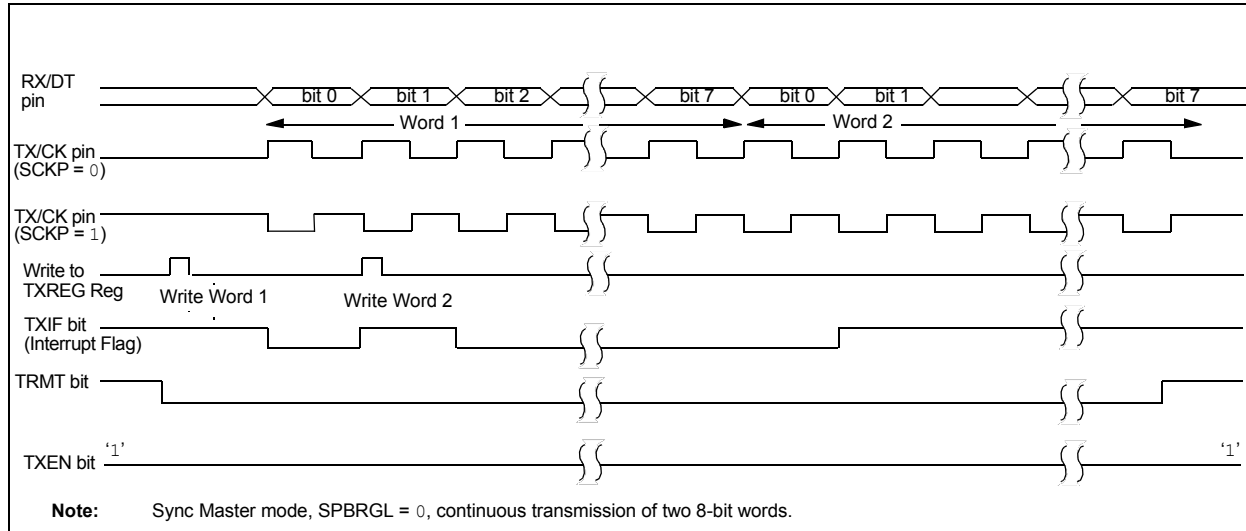 RX/DT
pin
bit 0 bit 1 bit 2 bit 7 bit 0 bit 1 bit 7
Word 1 Word 2
TX/CK pin
(SCKP = 0)
TX/CK pin
(SCKP = 1)
Write to
TXREG Reg
Write Word 1 Write Word 2
TXIF bit
(Interrupt Flag)
TRMT bit
TXEN bit ‘1’ ‘1’
Note: Sync Master mode, SPBRGL = 0, continuous transmission of two 8-bit words.